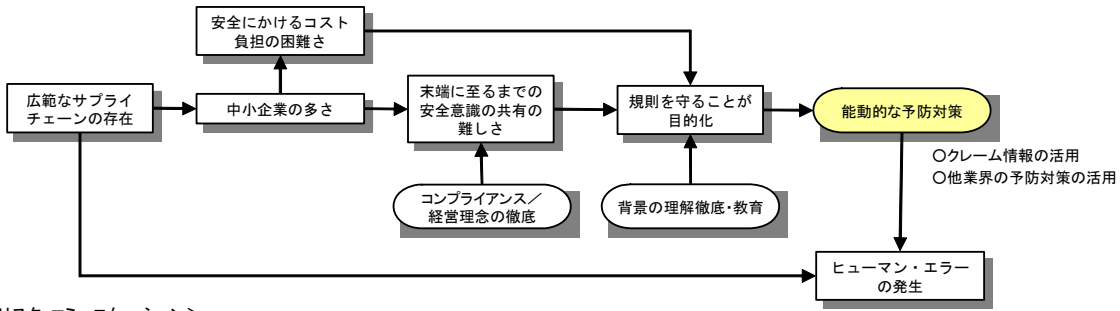 安全にかけるコスト
負担の困難さ
広範なサプライ
チェーンの存在
中小企業の多さ
末端に至るまでの
安全意識の共有の
難しさ
規則を守ることが
目的化
能動的な予防対策
○クレーム情報の活用
○他業界の予防対策の活用
コンプライアンス／
経営理念の徹底
背景の理解徹底・教育
ヒューマン・エラー
の発生